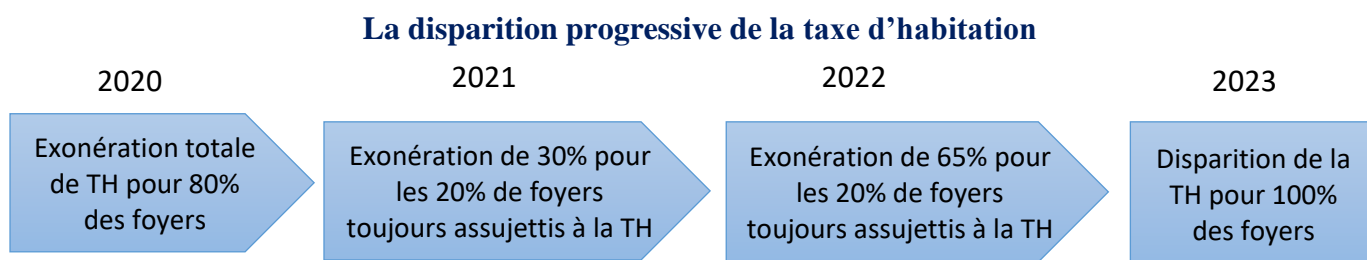 La disparition progressive de la taxe d’habitation
2020
2021
2022
2023
Exonération totale
de TH pour 80%
des foyers
Exonération de 30% pour
les 20% de foyers
toujours assujettis à la TH
Exonération de 65% pour
les 20% de foyers
toujours assujettis à la TH
Disparition de la
TH pour 100%
des foyers